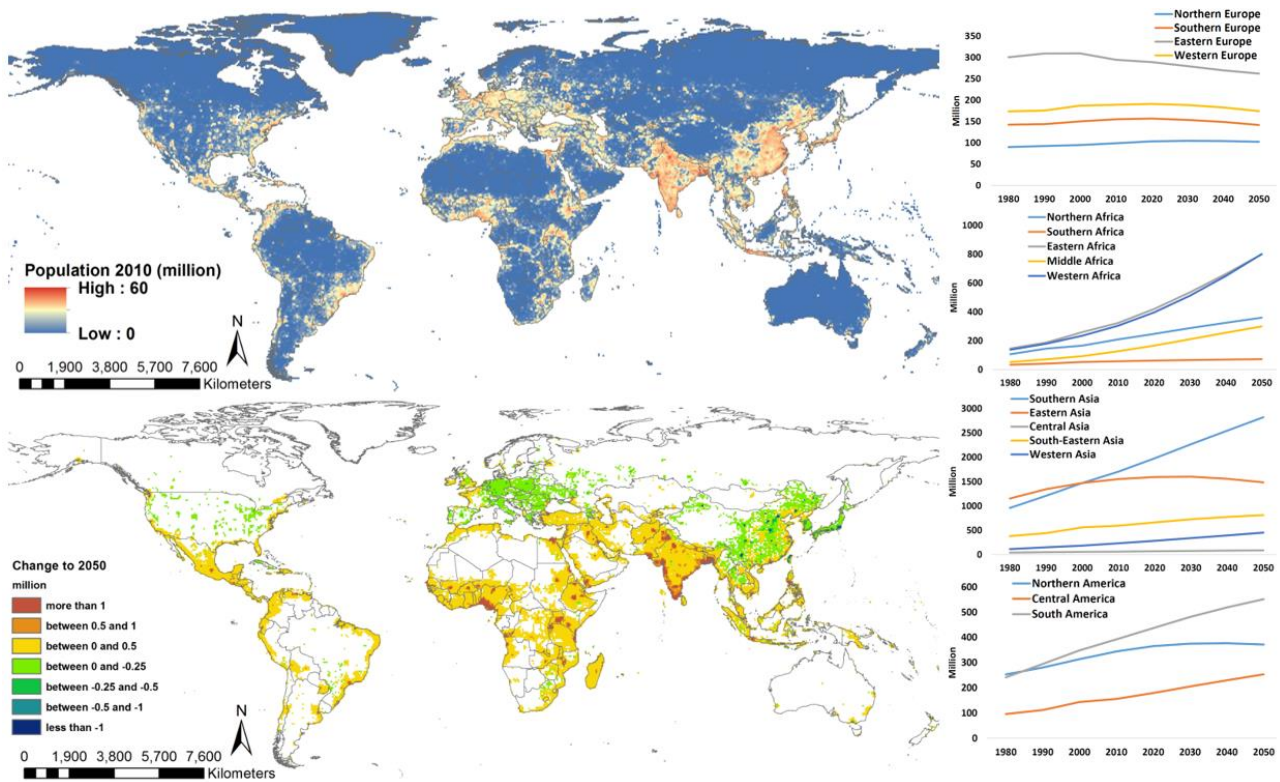 Population 2010 (million)
High : 60
Low : 0
N
0 1,900 3,800 5,700 7,600
Kilometers
Change to 2050
million
more than 1
between 0.5 and 1
between 0 and 0.5
between 0 and -0.25
between -0.25 and -0.5
between -0.5 and -1
less than -1
N
0 1,900 3,800 5,700 7,600
Kilometers
Northern Europe
Southern Europe
Eastern Europe
Western Europe
350
300
250
200
150
100
50
0
Million
1980 1990 2000 2010 2020 2030 2040 2050
Northern Africa
Southern Africa
Eastern Africa
Middle Africa
Western Africa
1000
800
600
400
200
0
Million
1980 1990 2000 2010 2020 2030 2040 2050
Southern Asia
Eastern Asia
Central Asia
South-Eastern Asia
Western Asia
3000
2500
2000
1500
1000
500
0
Million
1980 1990 2000 2010 2020 2030 2040 2050
Northern America
Central America
South America
600
500
400
300
200
100
0
Million
1980 1990 2000 2010 2020 2030 2040 2050